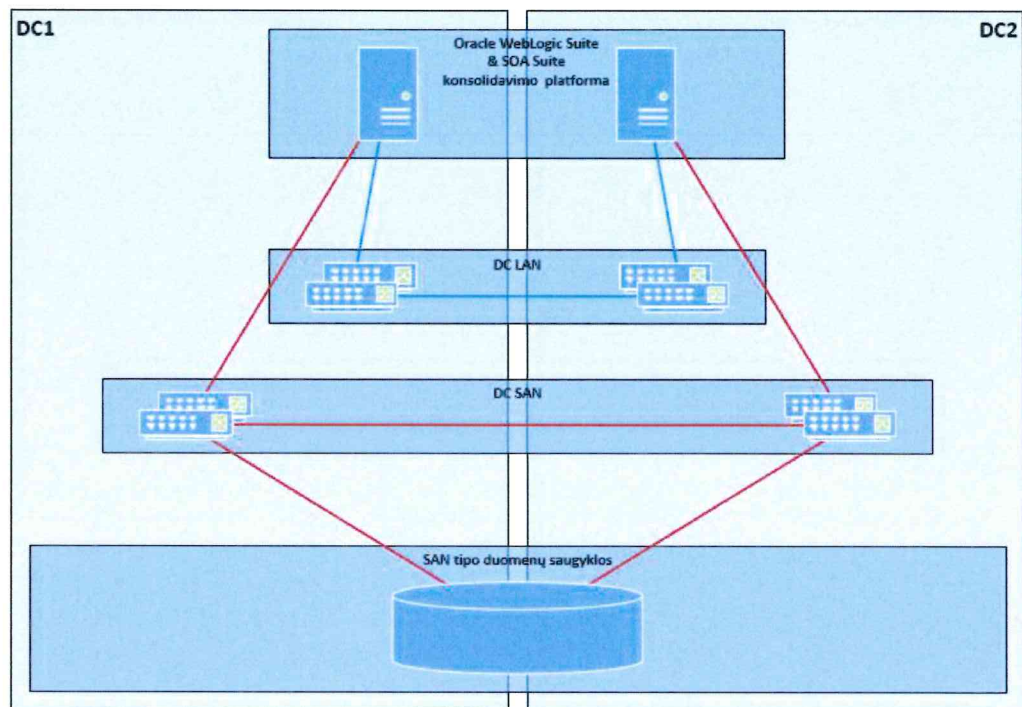 DC1
DC2
Oracle WebLogic Suite
& SOA Suite
konsolidavimo platforma
DC LAN
DC SAN
SAN tipo duomenų saugyklos